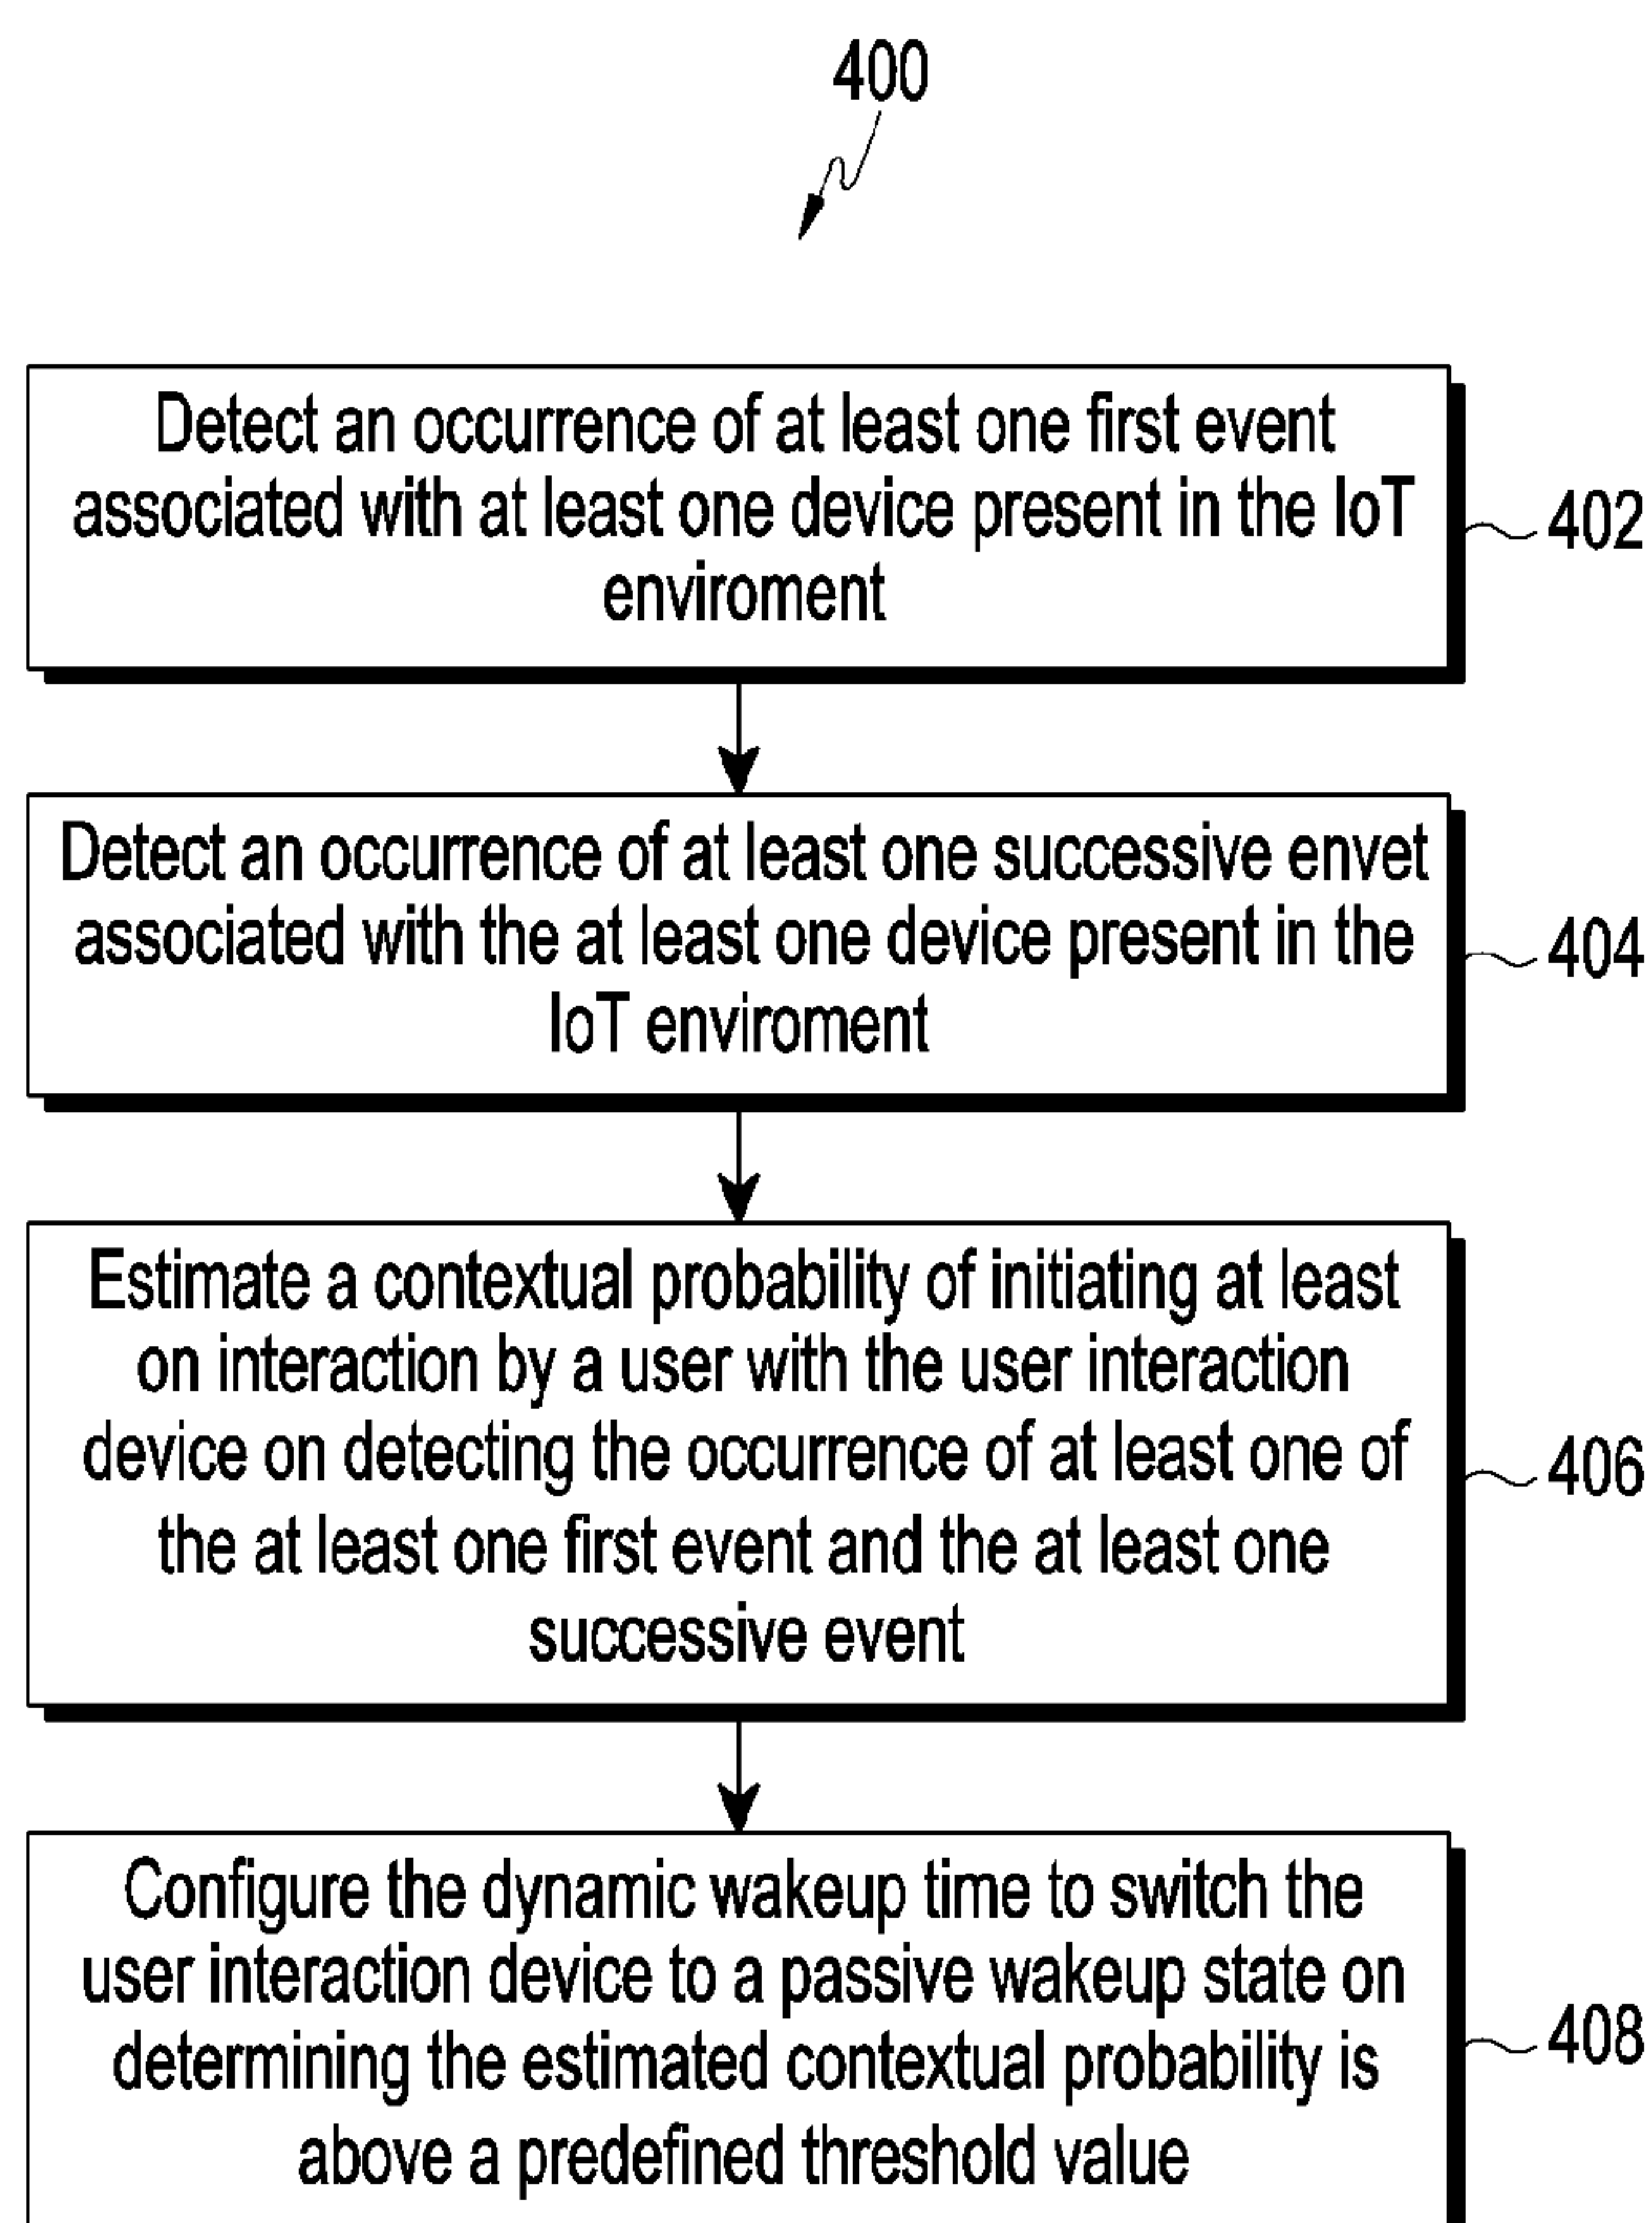 400
Detect an occurrence of at least one first event
associated with at least one device present in the IoT
enviroment
402
Detect an occurrence of at least one successive envet
associated with the at least one device present in the
IoT enviroment
404
Estimate a contextual probability of initiating at least
on interaction by a user with the user interaction
device on detecting the occurrence of at least one of
the at least one first event and the at least one
successive event
406
Configure the dynamic wakeup time to switch the
user interaction device to a passive wakeup state on
determining the estimated contextual probability is
above a predefined threshold value
408